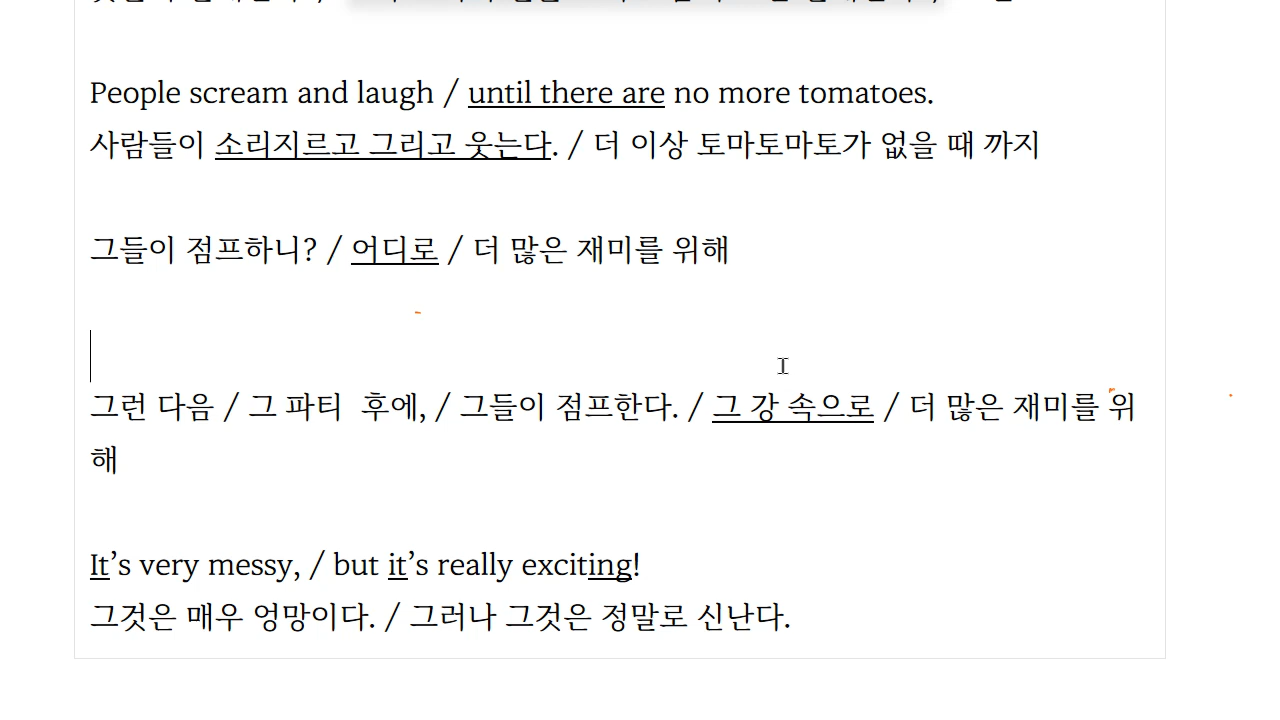 People scream and laugh / until there are no more tomatoes.
사람들이 소리지르고 그리고 웃는다. / 더 이상 토마토마토가 없을 때 까지
그들이 점프하니? / 어디로 / 더 많은 재미를 위해
그런 다음 / 그 파티 후에, / 그들이 점프한다. / 그 강 속으로 / 더 많은 재미를 위
해
It’s very messy, / but it’s really exciting!
그것은 매우 엉망이다. / 그러나 그것은 정말로 신난다.